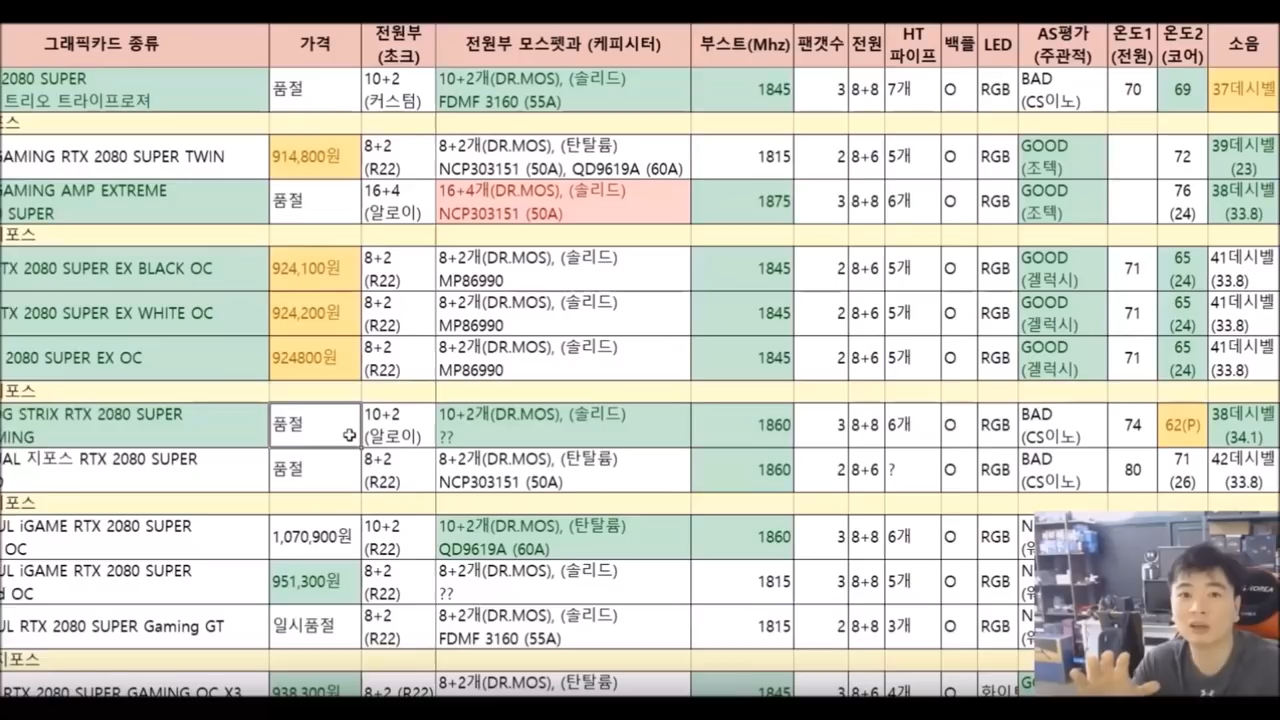 그래픽카드 종류 가격 전원부 (초크) 전원부 모스펫과 (케피시터) 부스트(Mhz) 팬갯수 전원 HT 파이프 백플 LED AS평가 (주관적) 온도1 (전원) 온도2 (코어) 소음
2080 SUPER 트리오 트라이프로져 품절 10+2 (커스텀) 10+2개(DR.MOS), (솔리드) FDMF 3160 (55A) 1845 3 8+8 7개 O RGB BAD (CS이노) 70 69 37데시벨
포스
GAMING RTX 2080 SUPER TWIN 914,800원 8+2 (R22) 8+2개(DR.MOS), (탄탈륨) NCP303151 (50A), QD9619A (60A) 1815 2 8+6 5개 O RGB GOOD (조텍) 72 39데시벨 (23)
GAMING AMP EXTREME SUPER 품절 16+4 (알로이) 16+4개(DR.MOS), (솔리드) NCP303151 (50A) 1875 3 8+8 6개 O RGB GOOD (조텍) 76 (24) 38데시벨 (33.8)
지포스
TX 2080 SUPER EX BLACK OC 924,100원 8+2 (R22) 8+2개(DR.MOS), (솔리드) MP86990 1845 2 8+6 5개 O RGB GOOD (겔럭시) 71 65 (24) 41데시벨 (33.8)
TX 2080 SUPER EX WHITE OC 924,200원 8+2 (R22) 8+2개(DR.MOS), (솔리드) MP86990 1845 2 8+6 5개 O RGB GOOD (겔럭시) 71 65 (24) 41데시벨 (33.8)
2080 SUPER EX OC 924800원 8+2 (R22) 8+2개(DR.MOS), (솔리드) MP86990 1845 2 8+6 5개 O RGB GOOD (겔럭시) 71 65 (24) 41데시벨 (33.8)
지포스
G STRIX RTX 2080 SUPER MING 품절 10+2 (알로이) 10+2개(DR.MOS), (솔리드) ?? 1860 3 8+8 6개 O RGB BAD (CS이노) 74 62(P) 38데시벨 (34.1)
AL 지포스 RTX 2080 SUPER 품절 8+2 (R22) 8+2개(DR.MOS), (탄탈륨) NCP303151 (50A) 1860 2 8+6 ? O RGB BAD (CS이노) 80 71 (26) 42데시벨 (33.8)
지포스
UL iGAME RTX 2080 SUPER OC 1,070,900원 10+2 (R22) 10+2개(DR.MOS), (탄탈륨) QD9619A (60A) 1860 3 8+8 6개 O RGB N
UL iGAME RTX 2080 SUPER d OC 951,300원 8+2 (R22) 8+2개(DR.MOS), (솔리드) ?? 1815 3 8+8 5개 O RGB N
UL RTX 2080 SUPER Gaming GT 일시품절 8+2 (R22) 8+2개(DR.MOS), (솔리드) FDMF 3160 (55A) 1815 2 8+8 3개 O RGB N
지포스
RTX 2080 SUPER GAMING OC X3 938,300원 8+2 (R22) 8+2개(DR.MOS), (탄탈륨) 1845 3 8+6 4개 O 화이트